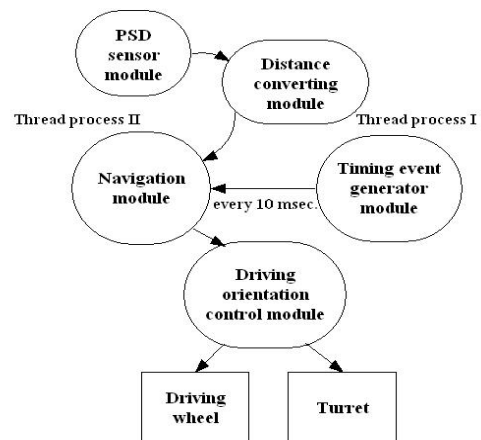 PSD
sensor
module
Distance
converting
module
Thread process II
Thread process I
Navigation
module
every 10 msec.
Timing event
generator
module
Driving
orientation
control module
Driving
wheel
Turret